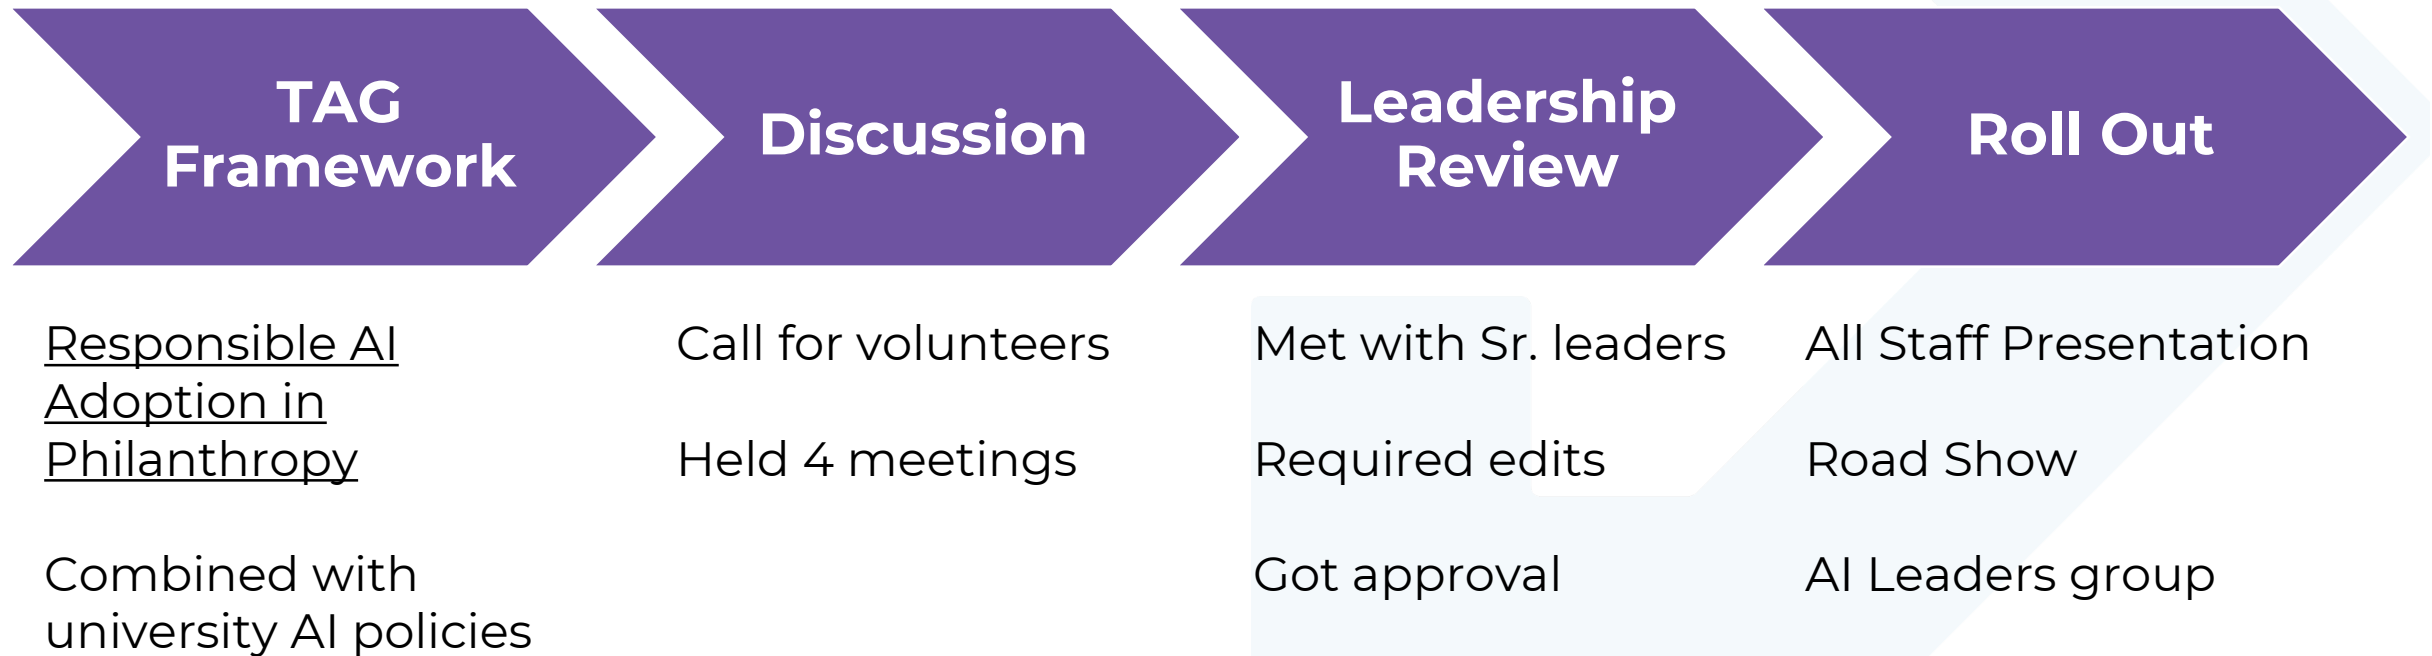 TAG
Framework
Discussion
Leadership
Review
Roll Out
Responsible AI
Adoption in
Philanthropy
Combined with
university AI policies
Call for volunteers
Held 4 meetings
Met with Sr. leaders
Required edits
Got approval
All Staff Presentation
Road Show
AI Leaders group